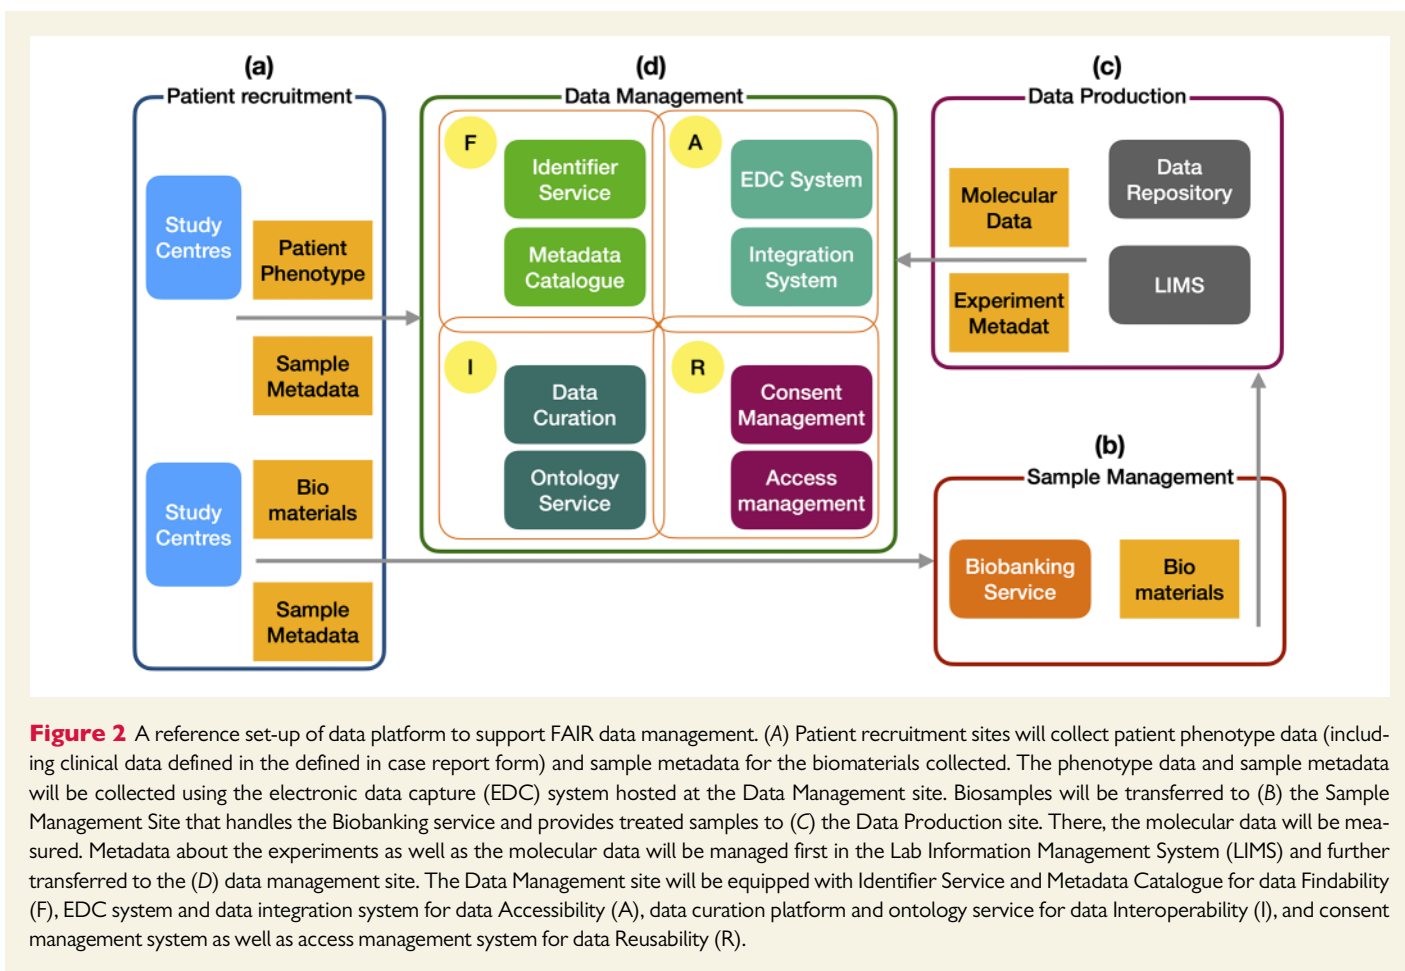 (a)
Patient recruitment
Study
Centres
Patient
Phenotype
Sample
Metadata
Study
Centres
Bio
materials
Sample
Metadata
(d)
Data Management
F
Identifier
Service
Metadata
Catalogue
A
EDC System
Integration
System
I
Data
Curation
Ontology
Service
R
Consent
Management
Access
management
(c)
Data Production
Molecular
Data
Experiment
Metadat
Data
Repository
LIMS
(b)
Sample Management
Biobanking
Service
Bio
materials
Figure 2 A reference set-up of data platform to support FAIR data management. (A) Patient recruitment sites will collect patient phenotype data (includ-
ing clinical data defined in the defined in case report form) and sample metadata for the biomaterials collected. The phenotype data and sample metadata
will be collected using the electronic data capture (EDC) system hosted at the Data Management site. Biosamples will be transferred to (B) the Sample
Management Site that handles the Biobanking service and provides treated samples to (C) the Data Production site. There, the molecular data will be mea-
sured. Metadata about the experiments as well as the molecular data will be managed first in the Lab Information Management System (LIMS) and further
transferred to the (D) data management site. The Data Management site will be equipped with Identifier Service and Metadata Catalogue for data Findability
(F), EDC system and data integration system for data Accessibility (A), data curation platform and ontology service for data Interoperability (I), and consent
management system as well as access management system for data Reusability (R).